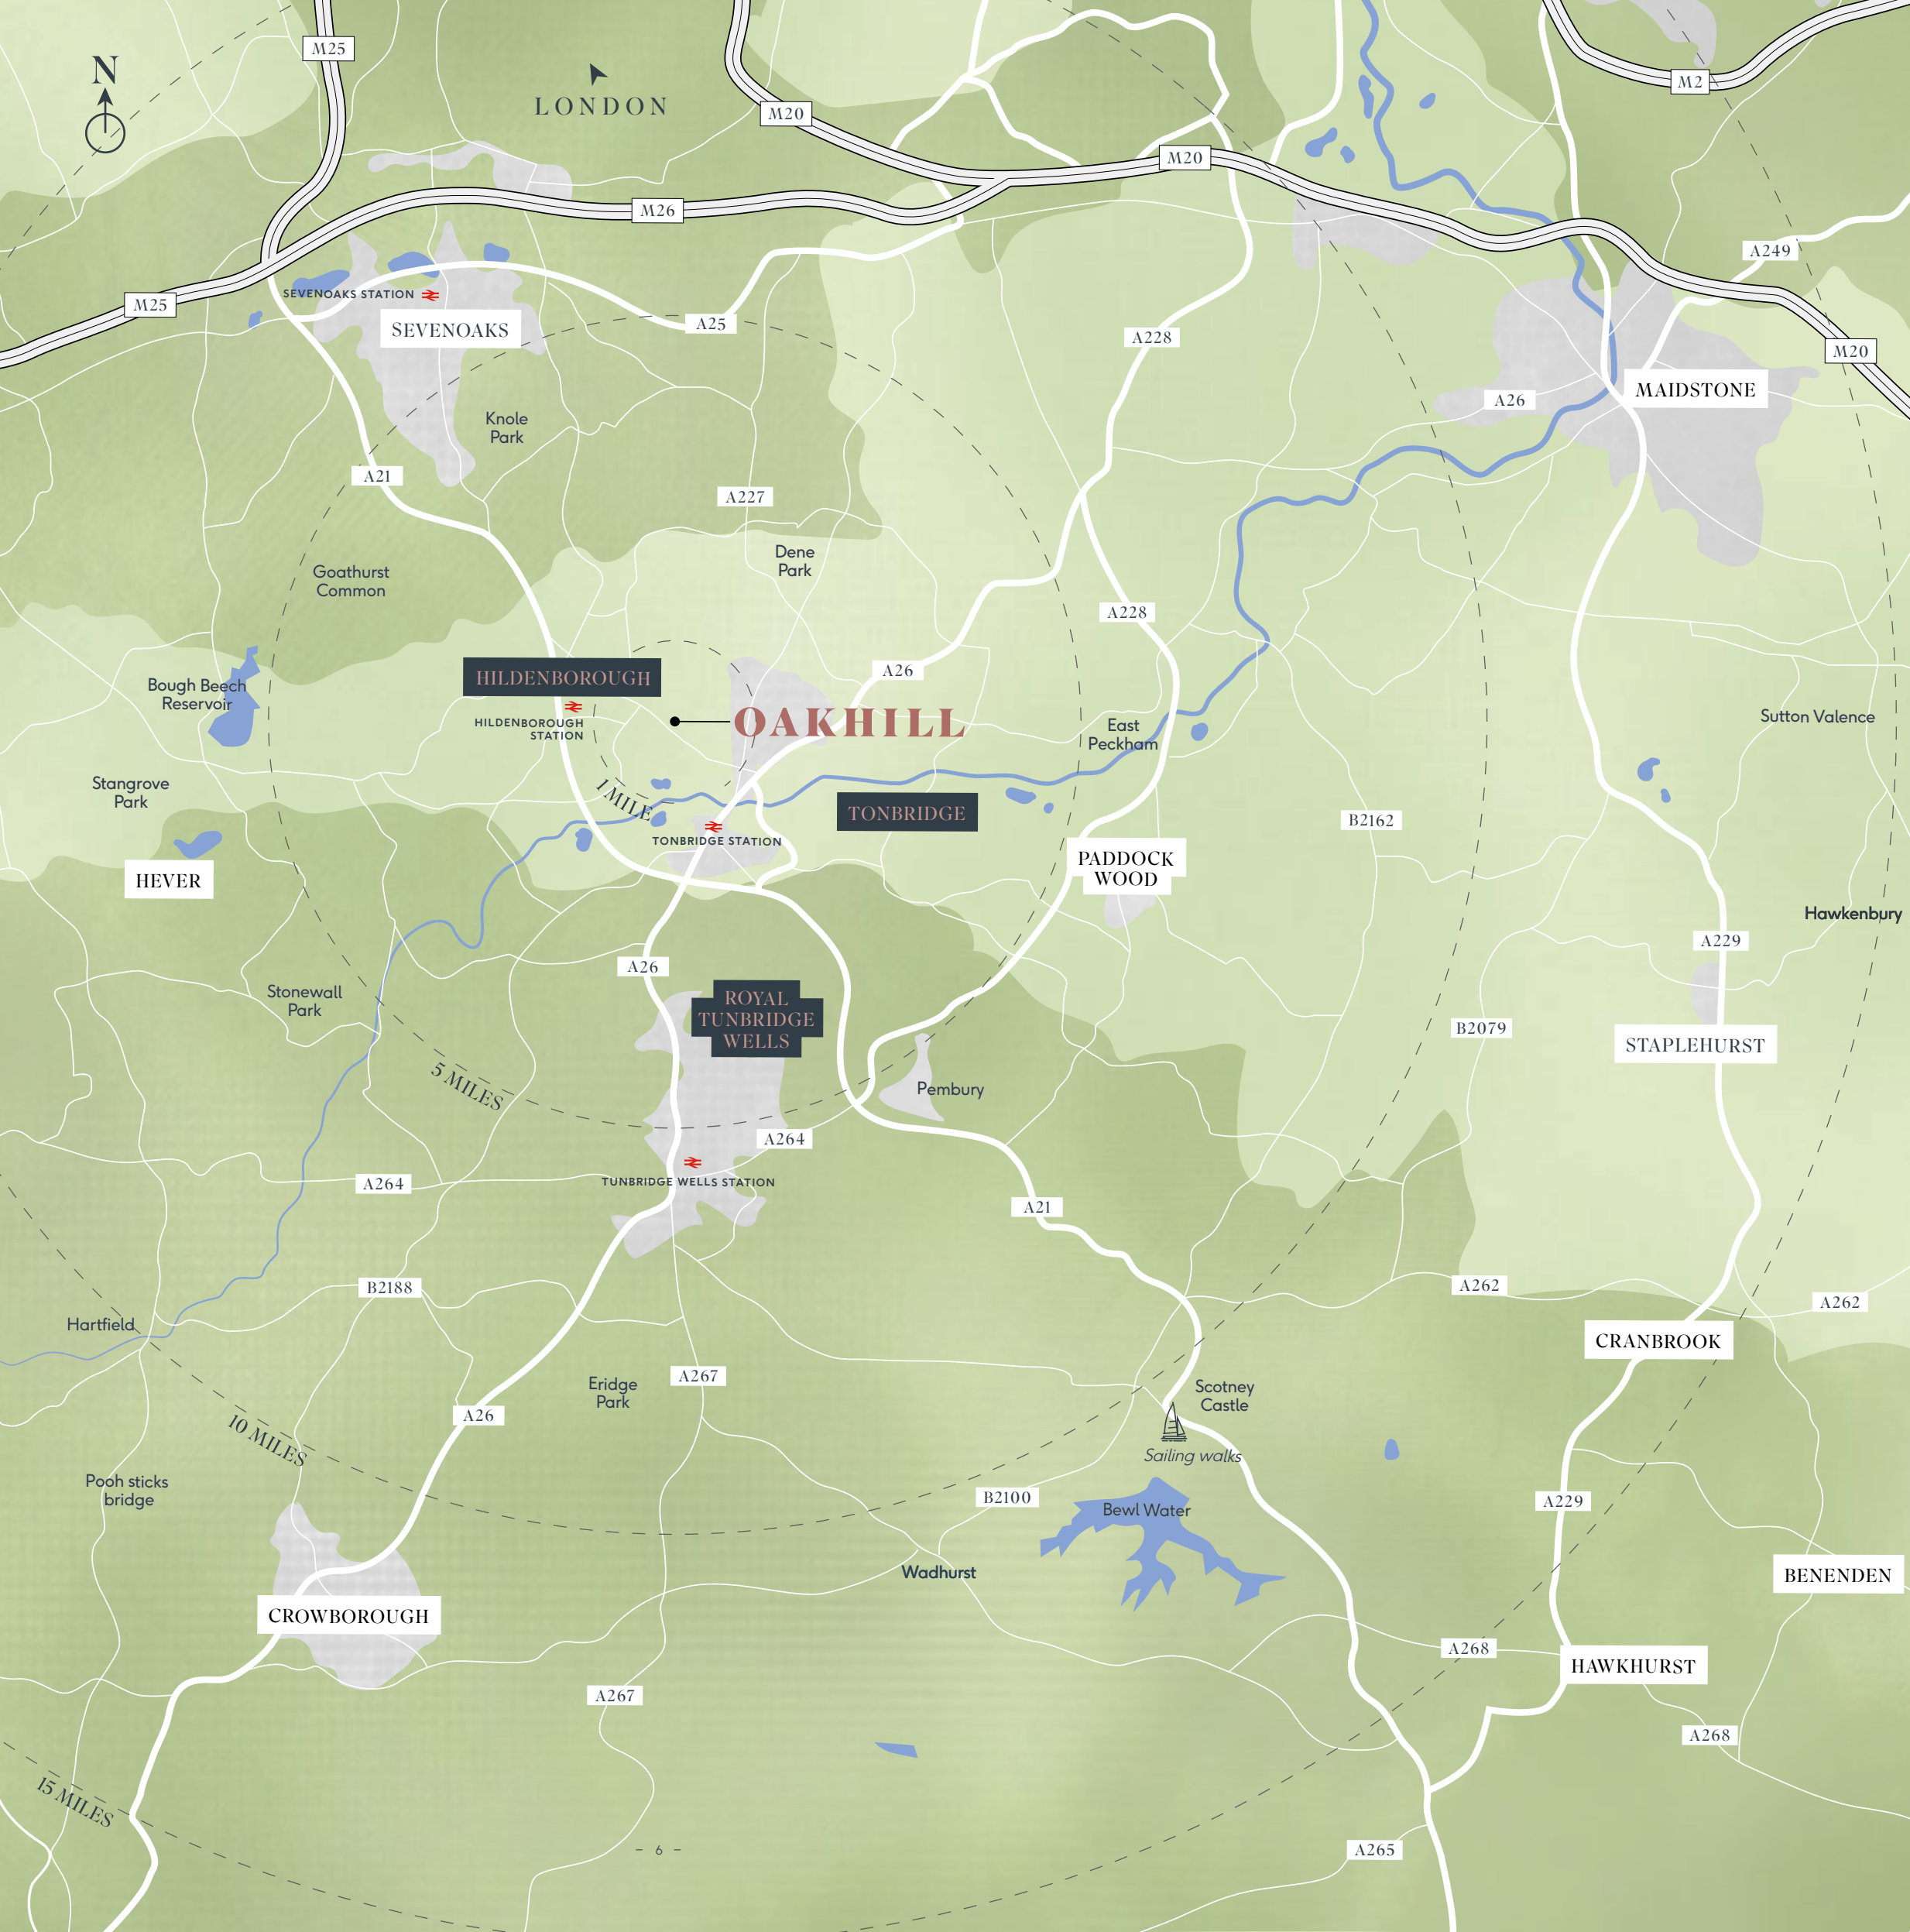 M25
N
LONDON
M20
M2
M20
M26
A249
M25
SEVENOAKS STATION
SEVENOAKS
A25
A228
M20
MAIDSTONE
A26
Knole
Park
A21
A227
Dene
Park
Goathurst
Common
A228
HILDENBOROUGH
A26
Bough Beech
Reservoir
HILDENBOROUGH
STATION
OAKHILL
East
Peckham
Sutton Valence
Stangrove
Park
1 MILE
TONBRIDGE
TONBRIDGE STATION
B2162
HEVER
PADDOCK
WOOD
Hawkenbury
A229
A26
Stonewall
Park
ROYAL
TUNBRIDGE
WELLS
B2079
STAPLEHURST
5 MILES
Pembury
A264
A264
TUNBRIDGE WELLS STATION
A21
B2188
A262
A262
Hartfield
CRANBROOK
Eridge
Park
A267
Scotney
Castle
A26
10 MILES
Sailing walks
Pooh sticks
bridge
B2100
Bewl Water
A229
Wadhurst
BENENDEN
CROWBOROUGH
A268
HAWKHURST
A267
A268
15 MILES
- 6 -
A265